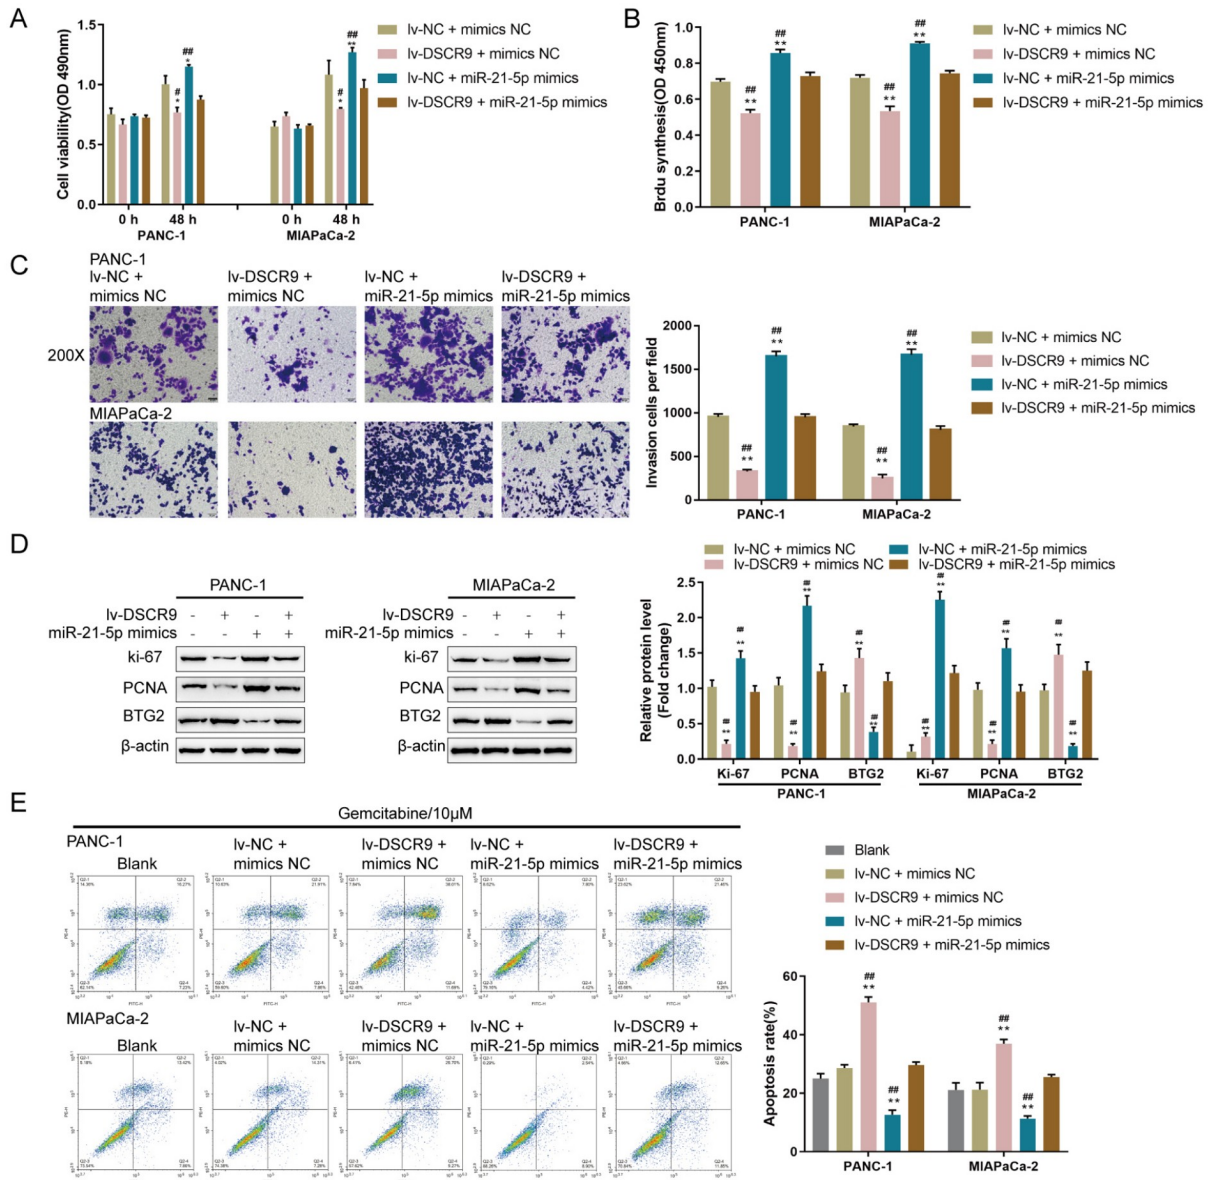 A
Cell viablility(OD 490nm)
1.5
1.0
0.5
0.0
## *
# *
## **
# *
0 h
48 h
0 h
48 h
PANC-1
MIAPaCa-2
lv-NC + mimics NC
lv-DSCR9 + mimics NC
lv-NC + miR-21-5p mimics
lv-DSCR9 + miR-21-5p mimics
B
Brdu synthesis(OD 450nm)
1.0
0.8
0.6
0.4
0.2
0.0
## **
## **
## **
## **
PANC-1
MIAPaCa-2
lv-NC + mimics NC
lv-DSCR9 + mimics NC
lv-NC + miR-21-5p mimics
lv-DSCR9 + miR-21-5p mimics
C
PANC-1
lv-NC + mimics NC
lv-DSCR9 + mimics NC
lv-NC + miR-21-5p mimics
lv-DSCR9 + miR-21-5p mimics
200X
MIAPaCa-2
Invasion cells per field
2000
1500
1000
500
0
## **
## **
## **
## **
PANC-1
MIAPaCa-2
lv-NC + mimics NC
lv-DSCR9 + mimics NC
lv-NC + miR-21-5p mimics
lv-DSCR9 + miR-21-5p mimics
D
PANC-1
lv-DSCR9 - + - +
miR-21-5p mimics - - + +
ki-67
PCNA
BTG2
β-actin
MIAPaCa-2
lv-DSCR9 - + - +
miR-21-5p mimics - - + +
ki-67
PCNA
BTG2
β-actin
lv-NC + mimics NC
lv-NC + miR-21-5p mimics
lv-DSCR9 + mimics NC
lv-DSCR9 + miR-21-5p mimics
Relative protein level
(Fold change)
2.5
2.0
1.5
1.0
0.5
0.0
Ki-67
PCNA
BTG2
Ki-67
PCNA
BTG2
PANC-1
MIAPaCa-2
E
Gemcitabine/10μM
PANC-1
Blank
lv-NC + mimics NC
lv-DSCR9 + mimics NC
lv-NC + miR-21-5p mimics
lv-DSCR9 + miR-21-5p mimics
MIAPaCa-2
Blank
lv-NC + mimics NC
lv-DSCR9 + mimics NC
lv-NC + miR-21-5p mimics
lv-DSCR9 + miR-21-5p mimics
Blank
lv-NC + mimics NC
lv-DSCR9 + mimics NC
lv-NC + miR-21-5p mimics
lv-DSCR9 + miR-21-5p mimics
Apoptosis rate(%)
60
40
20
0
## **
## **
## **
## **
PANC-1
MIAPaCa-2